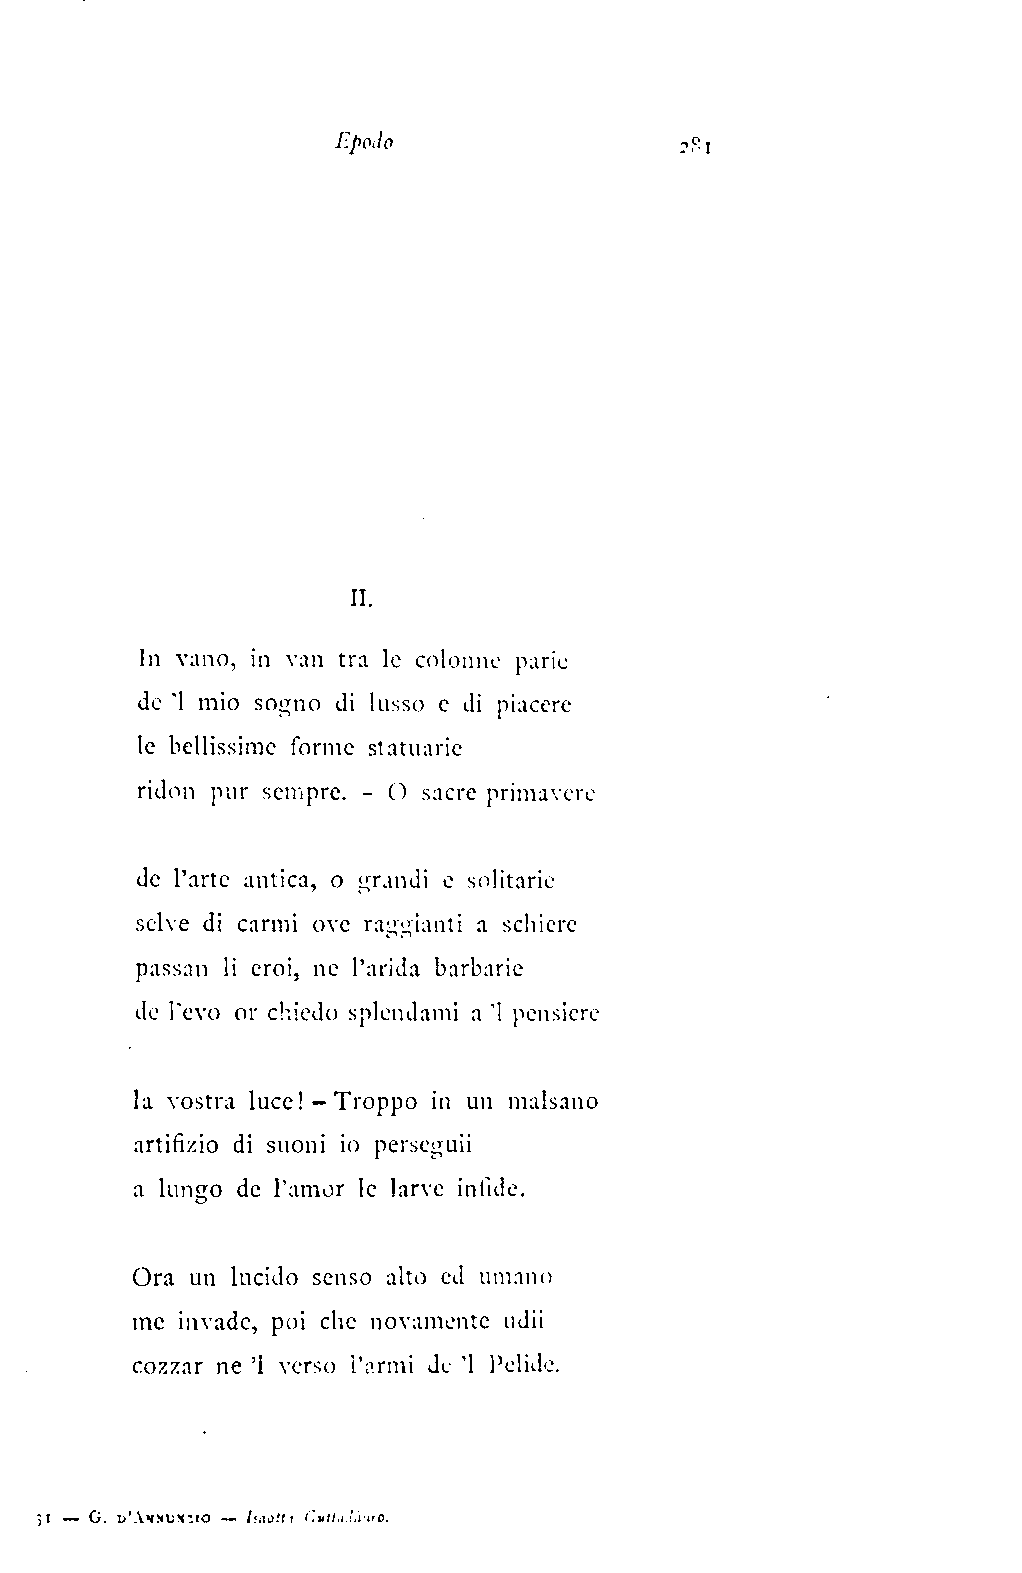 Epodo 281
II.
In vano, in van tra le colonne parie
de 'l mio sogno di lusso e di piacere
le bellissime forme statuarie
ridon pur sempre. – O sacre primavere
de l'arte antica, o grandi e solitarie
selve di carmi ove raggianti a schiere
passan li eroi, ne l'arida barbarie
de l'evo or chiedo splendami a 'l pensiere
la vostra luce! – Troppo in un malsano
artifizio di suoni io perseguii
a lungo de l'amor le larve infide.
Ora un lucido senso alto ed umano
me invade, poi che novamente udii
cozzar ne 'l verso l'armi de 'l Pelide.
31 — G. D'ANNUNZIO — Isaotta Guttadàuro.